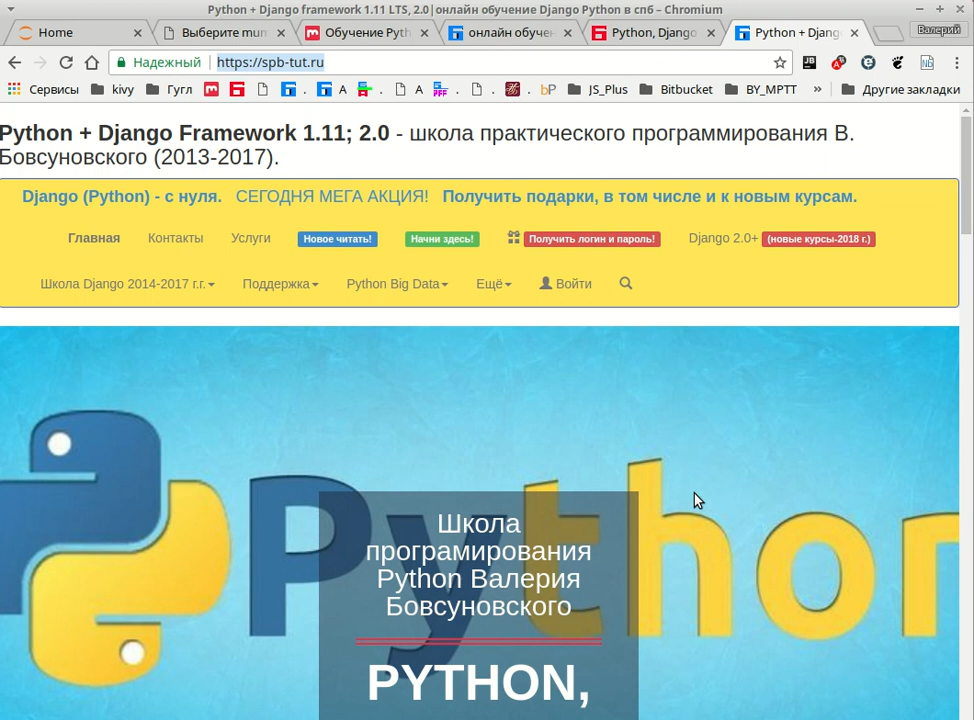 Python + Django framework 1.11 LTS, 2.0|онлайн обучение Django Python в спб – Chromium
Home
Выберите mum
Обучение Pyth
онлайн обучен
Python, Django
Python + Djang
Валерий
Надежный
https://spb-tut.ru
Сервисы kivy Гугл . . A . A . . bP JS_Plus Bitbucket BY_MPTT » Другие закладки
Python + Django Framework 1.11; 2.0 - школа практического программирования В.
Бовсуновского (2013-2017).
Django (Python) - с нуля. СЕГОДНЯ МЕГА АКЦИЯ! Получить подарки, в том числе и к новым курсам.
Главная Контакты Услуги Новое читать! Начни здесь! Получить логин и пароль! Django 2.0+ (новые курсы-2018 г.)
Школа Django 2014-2017 г.г. Поддержка Python Big Data Ещё Войти
Python
Школа
програмирования
Python Валерия
Бовсуновского
PYTHON,